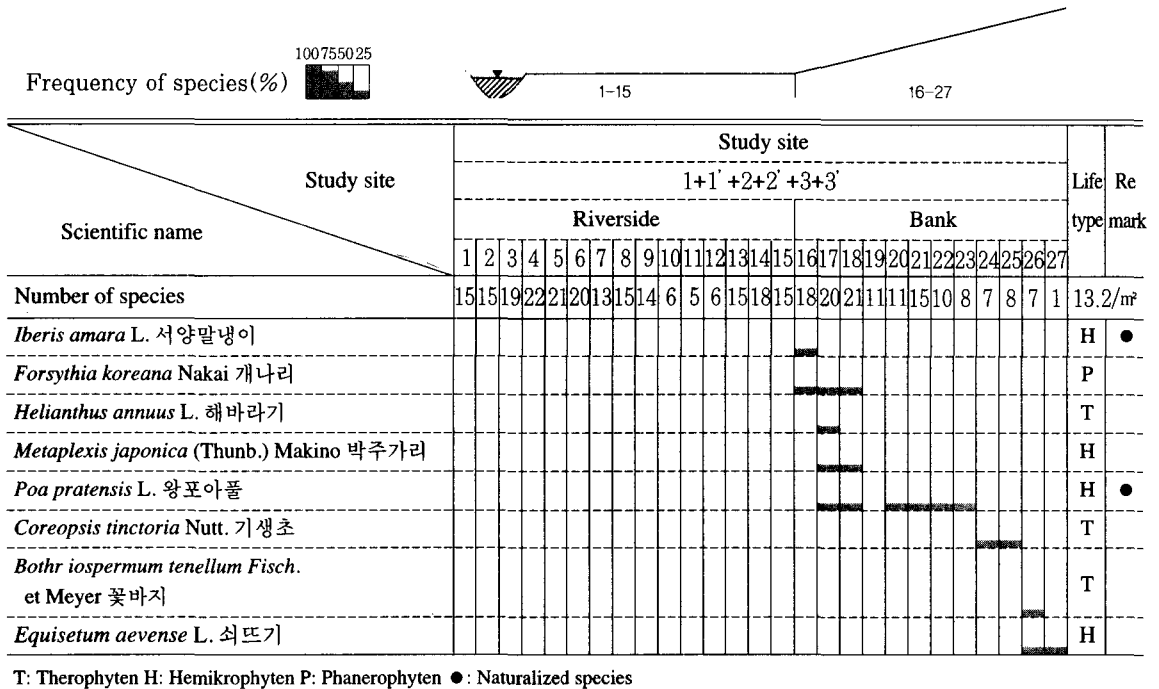 100755025
Frequency of species(%)
1-15
16-27
Study site
Study site
1+1' +2+2' +3+3'
Life type
Re mark
Scientific name
Riverside
Bank
1 2 3 4 5 6 7 8 9 10 11 12 13 14 15 16 17 18 19 20 21 22 23 24 25 26 27
Number of species 15 15 19 22 21 20 13 15 14 6 5 6 15 18 15 18 20 21 11 11 15 10 8 7 8 7 1 13.2/㎡
Iberis amara L. 서양말냉이 H ●
Forsythia koreana Nakai 개나리 P
Helianthus annuus L. 해바라기 T
Metaplexis japonica (Thunb.) Makino 박주가리 H
Poa pratensis L. 왕포아풀 H ●
Coreopsis tinctoria Nutt. 기생초 T
Bothr iospermum tenellum Fisch.
et Meyer 꽃바지 T
Equisetum aevense L. 쇠뜨기 H
T: Therophyten H: Hemikrophyten P: Phanerophyten ● : Naturalized species